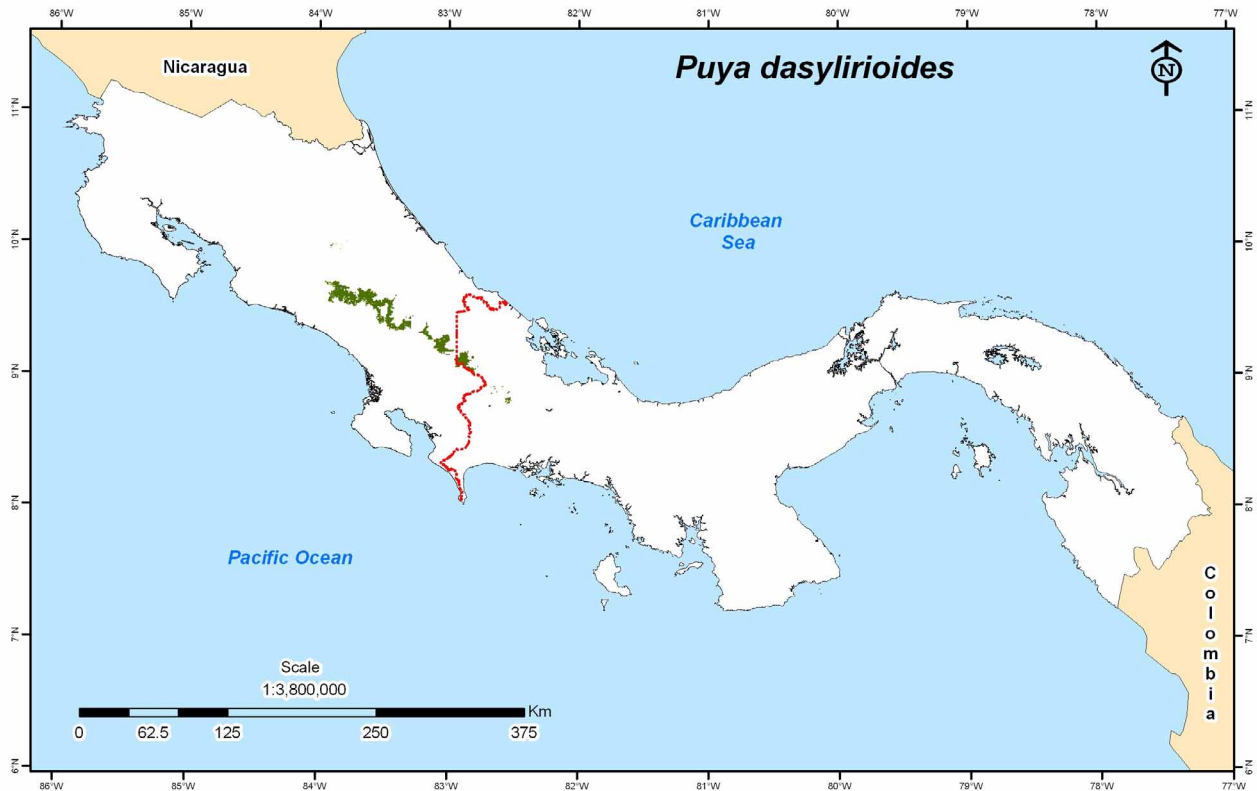 86°W 85°W 84°W 83°W 82°W 81°W 80°W 79°W 78°W 77°W
Nicaragua
Puya dasylirioides
N
11°N 11°N
Caribbean
Sea
10°N 10°N
9°N 9°N
8°N 8°N
Pacific Ocean
Colombia
7°N 7°N
Scale
1:3,800,000
Km
0 62.5 125 250 375
6°N 6°N
86°W 85°W 84°W 83°W 82°W 81°W 80°W 79°W 78°W 77°W